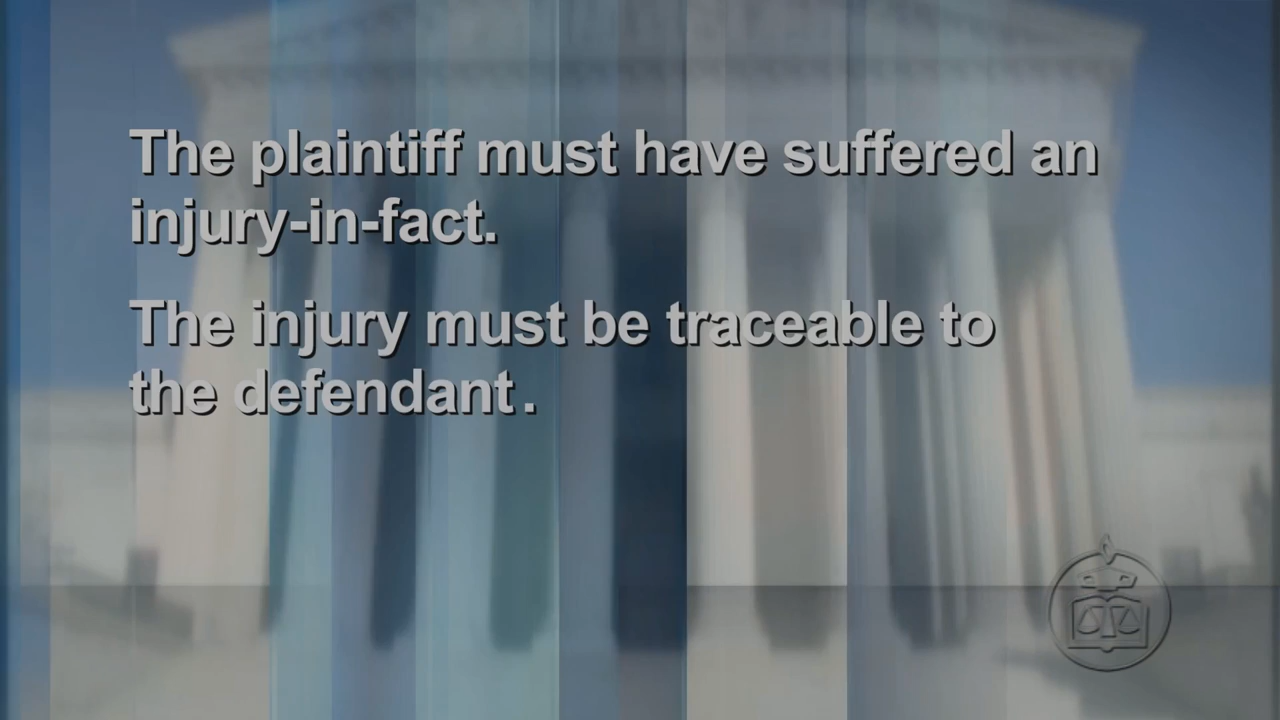 The plaintiff must have suffered an
injury-in-fact.
The injury must be traceable to
the defendant.